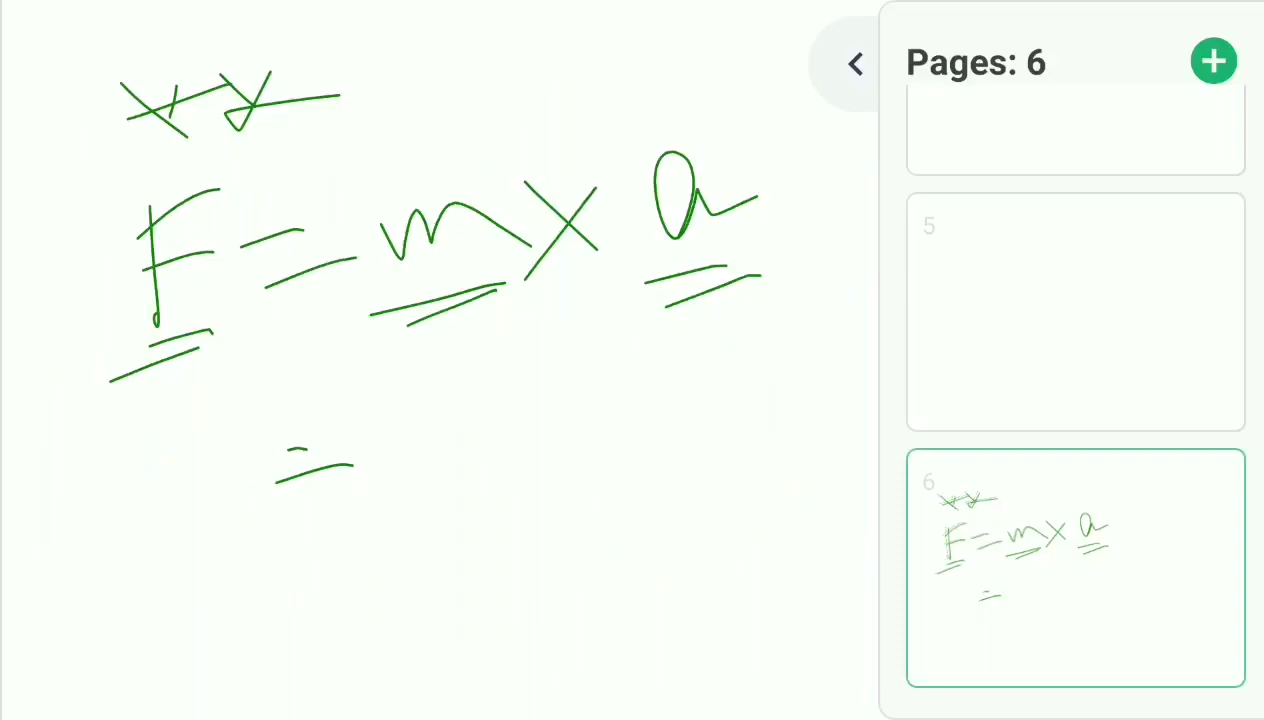 F = m × a
=
Pages: 6
5
6
F = m × a
=